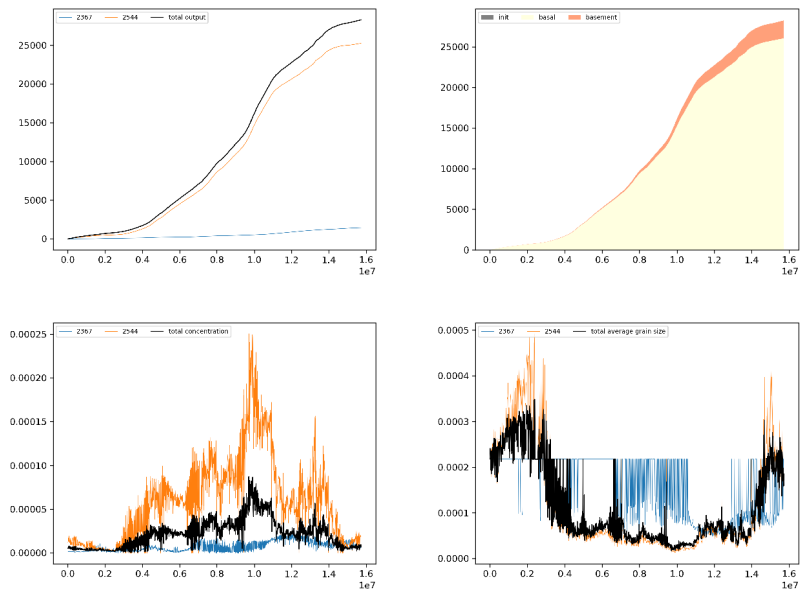 2367 2544 total output
25000
20000
15000
10000
5000
0
0.0 0.2 0.4 0.6 0.8 1.0 1.2 1.4 1.6
1e7
init basal basement
25000
20000
15000
10000
5000
0
0.0 0.2 0.4 0.6 0.8 1.0 1.2 1.4 1.6
1e7
2367 2544 total concentration
0.00025
0.00020
0.00015
0.00010
0.00005
0.00000
0.0 0.2 0.4 0.6 0.8 1.0 1.2 1.4 1.6
1e7
2367 2544 total average grain size
0.0005
0.0004
0.0003
0.0002
0.0001
0.0000
0.0 0.2 0.4 0.6 0.8 1.0 1.2 1.4 1.6
1e7